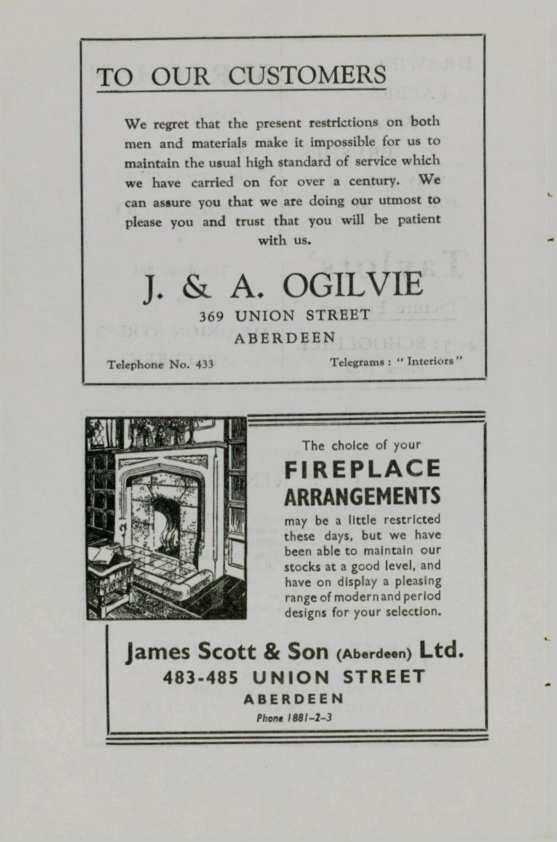 TO OUR CUSTOMERS
We regret that the present restrictions on both
men and materials make it impossible for us to
maintain the usual high standard of service which
we have carried on for over a century. We
can assure you that we are doing our utmost to
please you and trust that you will be patient
with us.
J. & A. OGILVIE
369 UNION STREET
ABERDEEN
Telephone No. 433 Telegrams : " Interiors "
The choice of your
FIREPLACE
ARRANGEMENTS
may be a little restricted
these days, but we have
been able to maintain our
stocks at a good level, and
have on display a pleasing
range of modern and period
designs for your selection.
James Scott & Son (Aberdeen) Ltd.
483-485 UNION STREET
ABERDEEN
Phone 1881-2-3